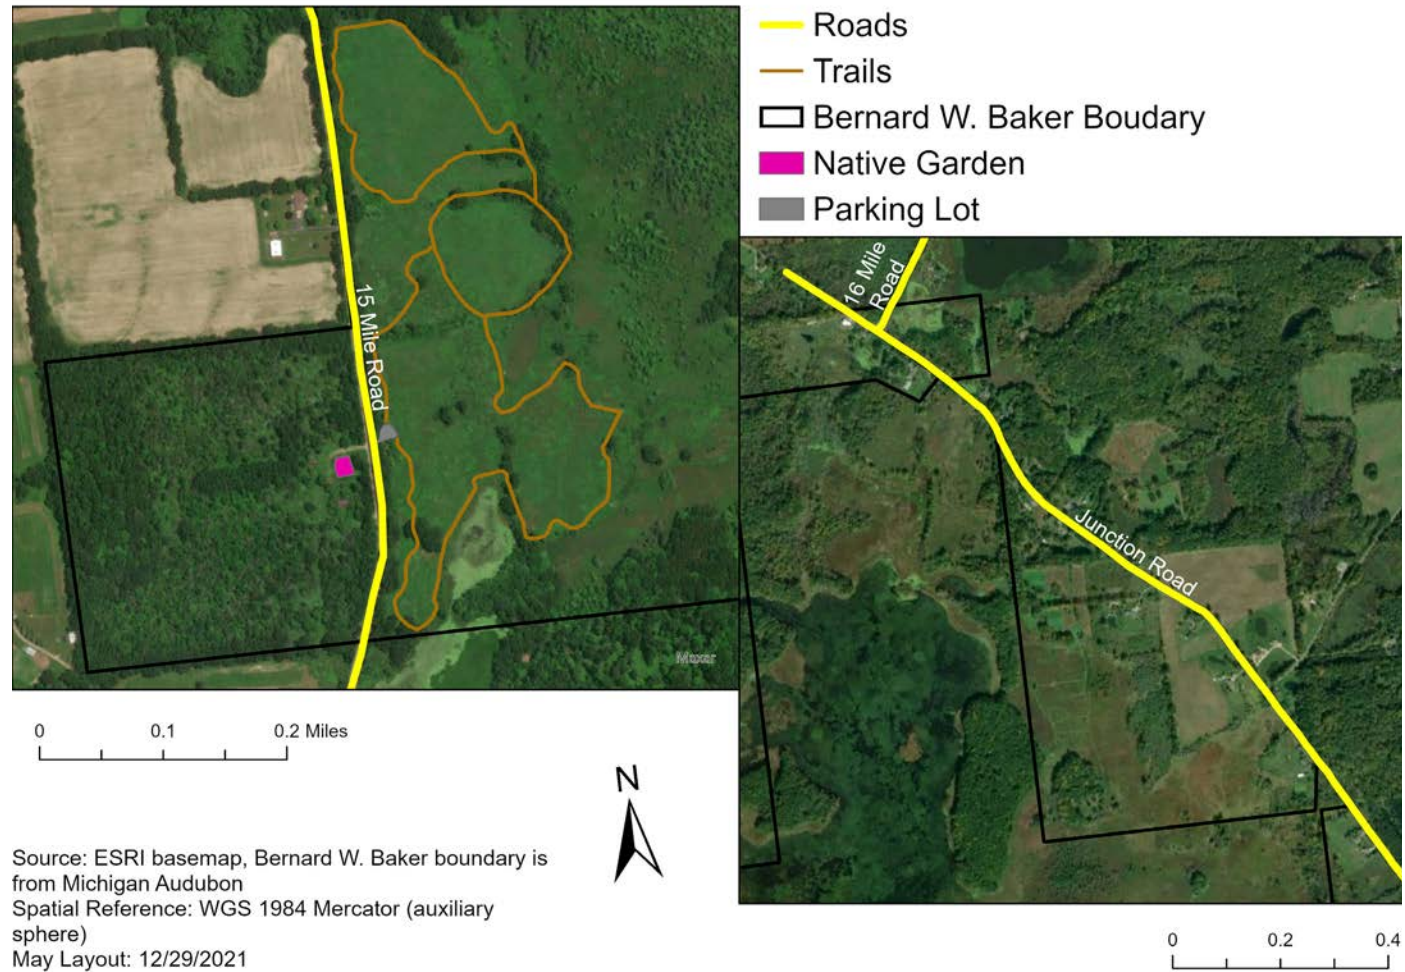 Roads
Trails
Bernard W. Baker Boudary
Native Garden
Parking Lot
15 Mile Road
Maxar
16 Mile
Road
Junction Road
0 0.1 0.2 Miles
N
Source: ESRI basemap, Bernard W. Baker boundary is
from Michigan Audubon
Spatial Reference: WGS 1984 Mercator (auxiliary
sphere)
May Layout: 12/29/2021
0 0.2 0.4